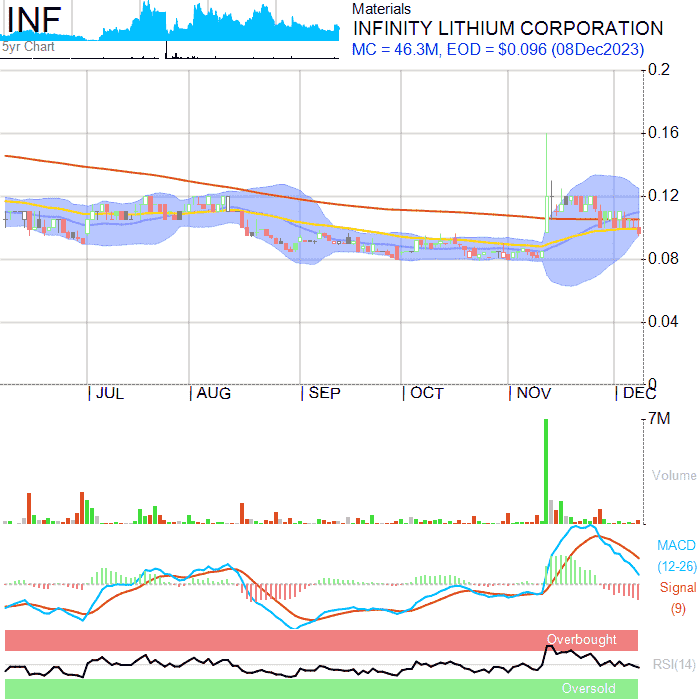 INF
5yr Chart
Materials
INFINITY LITHIUM CORPORATION
MC = 46.3M, EOD = $0.096 (08Dec2023)
0.2
0.16
0.12
0.08
0.04
0
JUL AUG SEP OCT NOV DEC
7M
Volume
MACD
(12-26)
Signal
(9)
Overbought
RSI(14)
Oversold